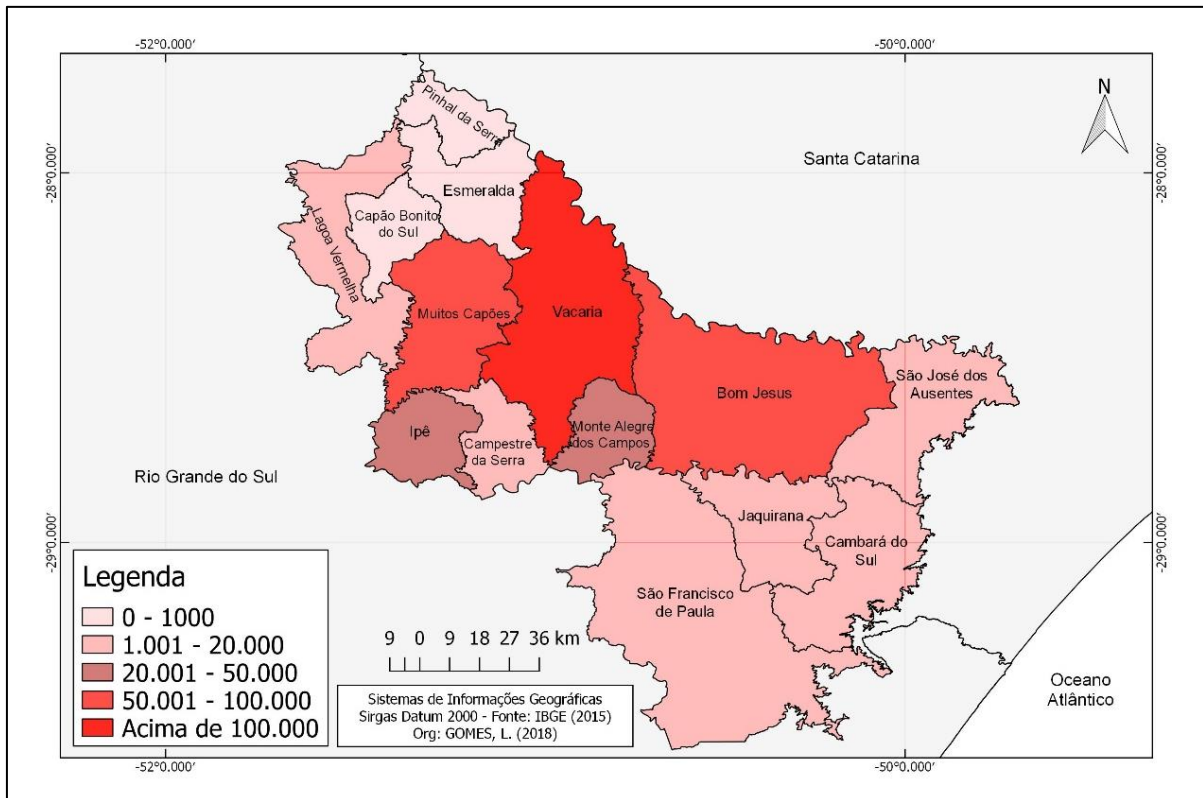 -52°0.000′
-50°0.000′
N
Pinhal da Serra
Santa Catarina
-28°0.000′
-28°0.000′
Esmeralda
Capão Bonito
do Sul
Lagoa Vermelha
Muitos Capões
Vacaria
São José dos
Ausentes
Bom Jesus
Ipê
Campestre
da Serra
Monte Alegre
dos Campos
Rio Grande do Sul
Jaquirana
Cambará do
Sul
-29°0.000′
-29°0.000′
São Francisco
de Paula
Legenda
0 - 1000
1.001 - 20.000
20.001 - 50.000
50.001 - 100.000
Acima de 100.000
9 0 9 18 27 36 km
Sistemas de Informações Geográficas
Sirgas Datum 2000 - Fonte: IBGE (2015)
Org: GOMES, L. (2018)
Oceano
Atlântico
-52°0.000′
-50°0.000′